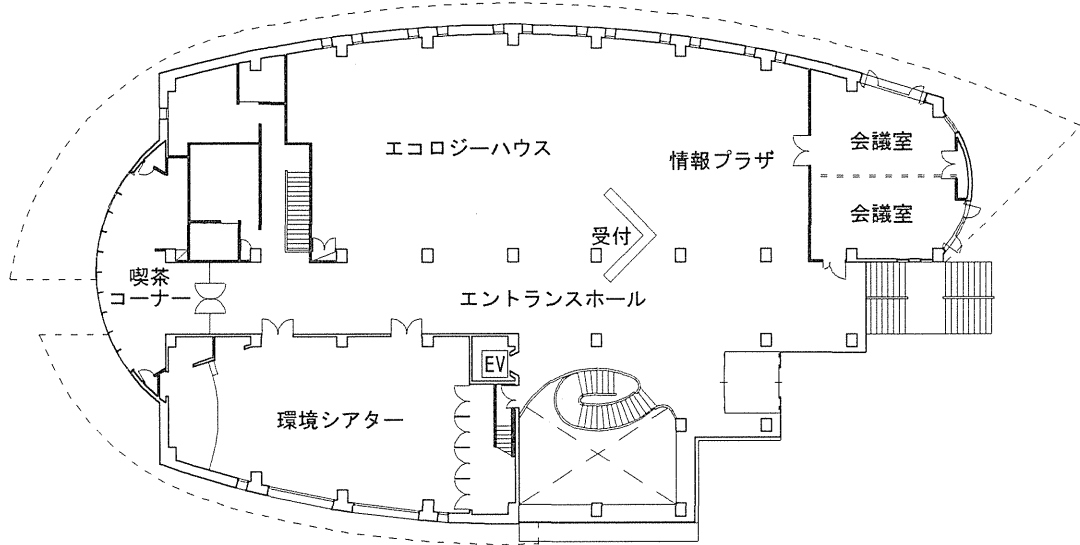 エコロジーハウス
情報プラザ
会議室
会議室
受付
喫茶
コーナー
エントランスホール
EV
環境シアター